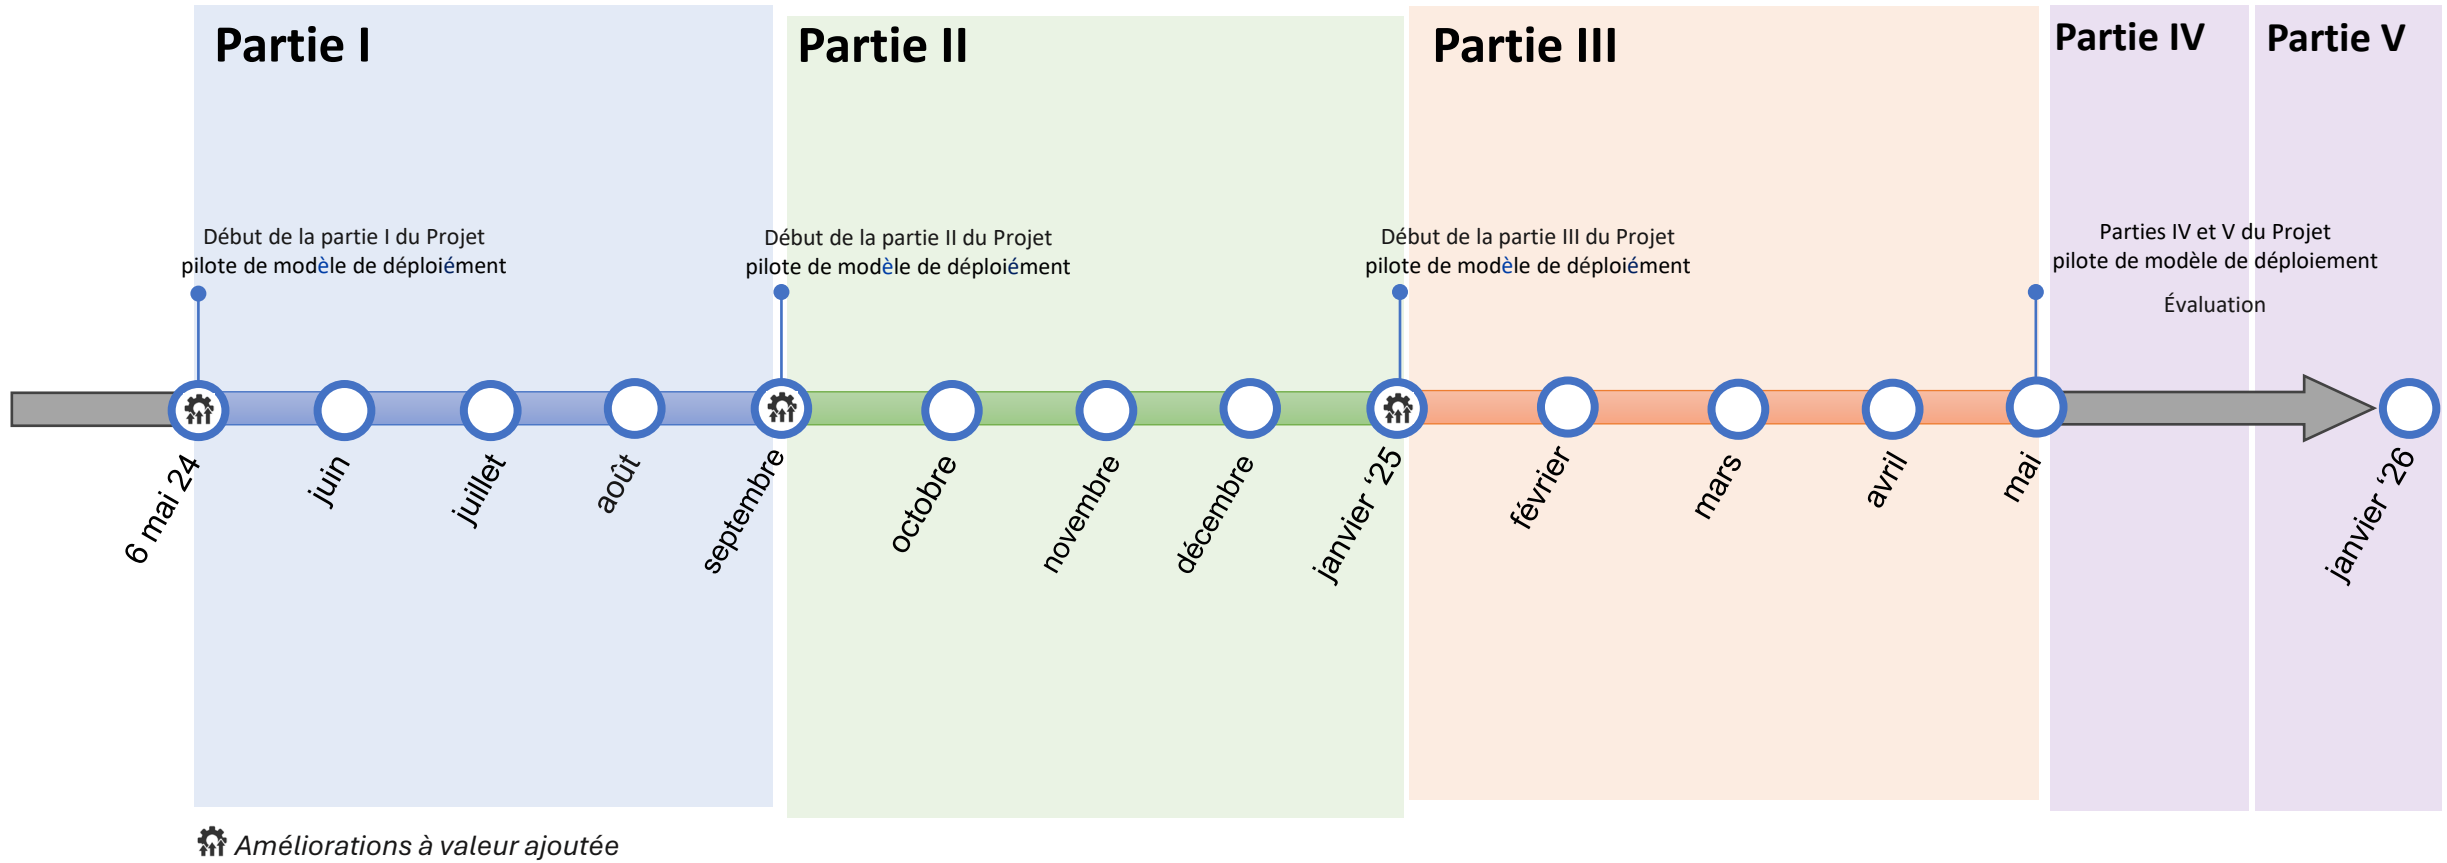 Partie I
Partie II
Partie III
Partie IV
Partie V
Début de la partie I du Projet
pilote de modèle de déploiément
Début de la partie II du Projet
pilote de modèle de déploiément
Début de la partie III du Projet
pilote de modèle de déploiément
Parties IV et V du Projet
pilote de modèle de déploiement
Évaluation
6 mai 24
juin
juillet
août
septembre
octobre
novembre
décembre
janvier ‘25
février
mars
avril
mai
janvier ‘26
Améliorations à valeur ajoutée